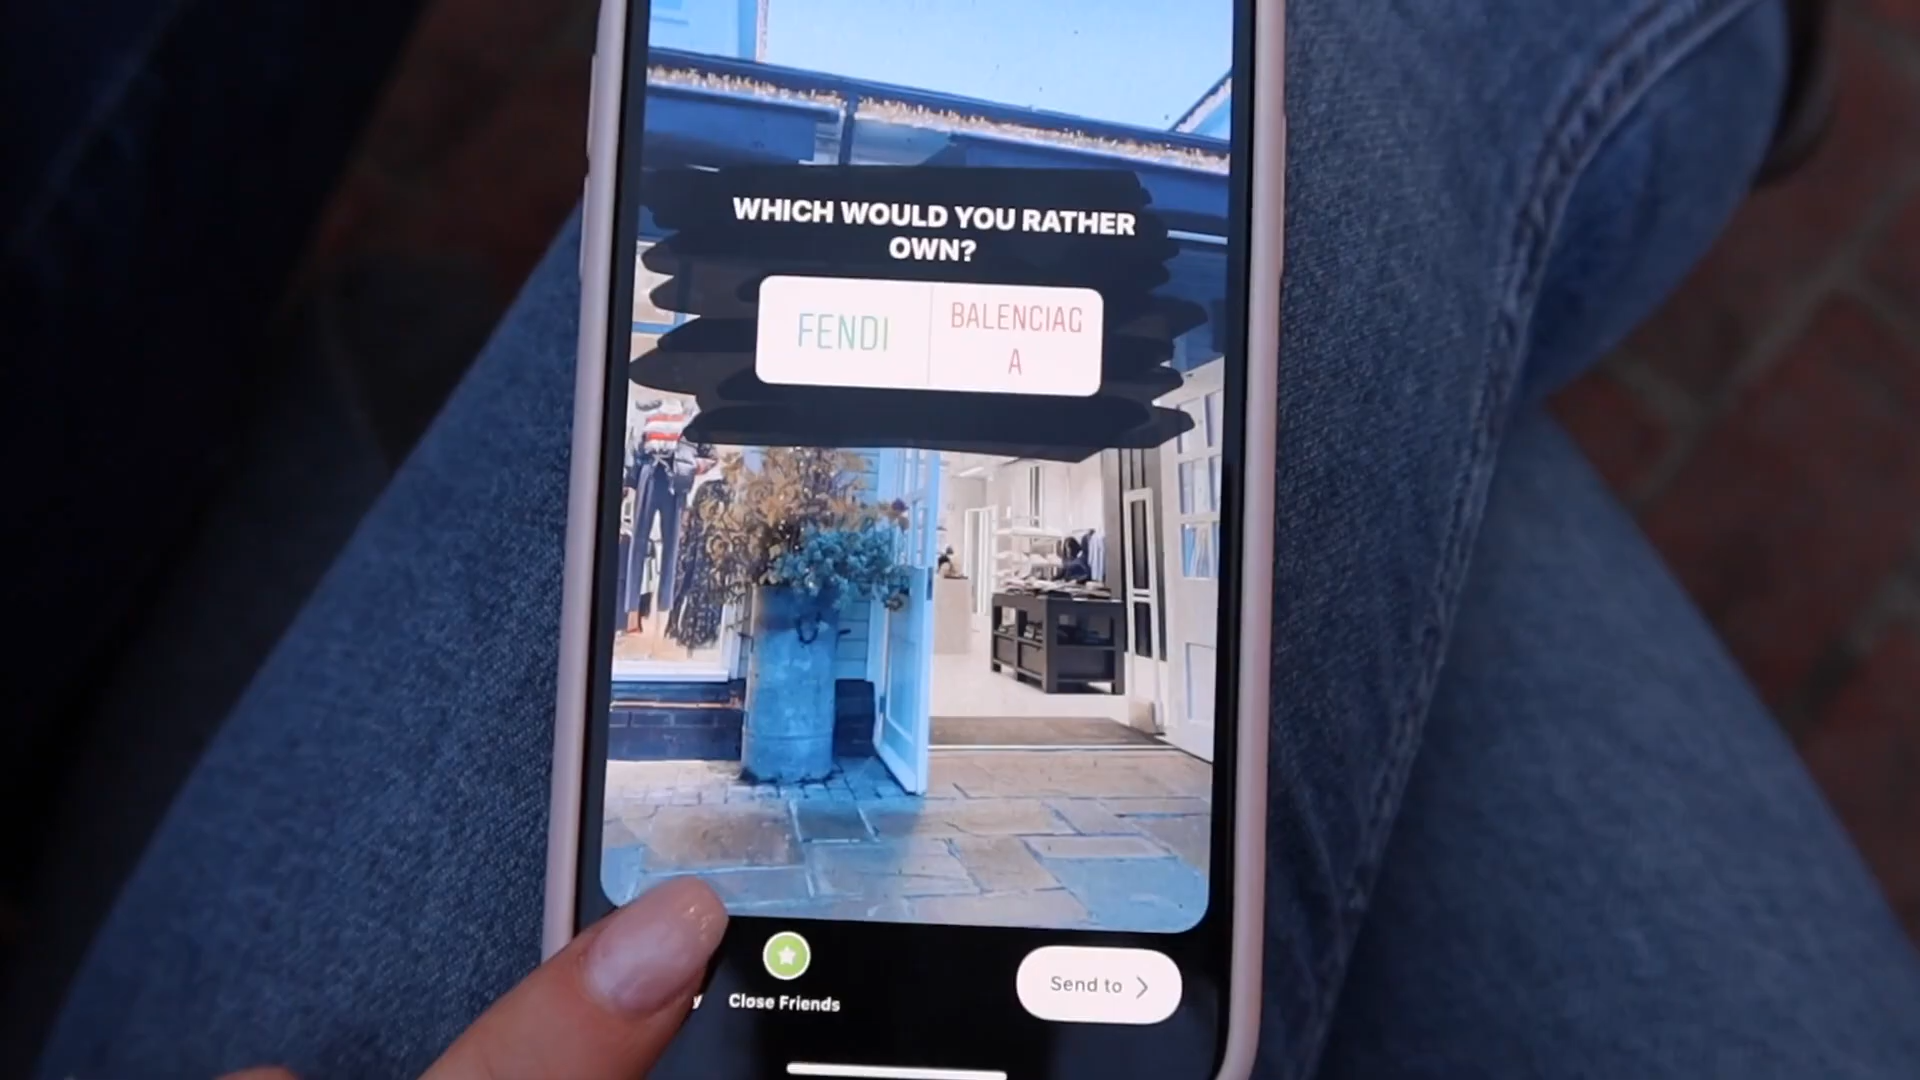 WHICH WOULD YOU RATHER
OWN?
FENDI
BALENCIAG
A
Close Friends
Send to